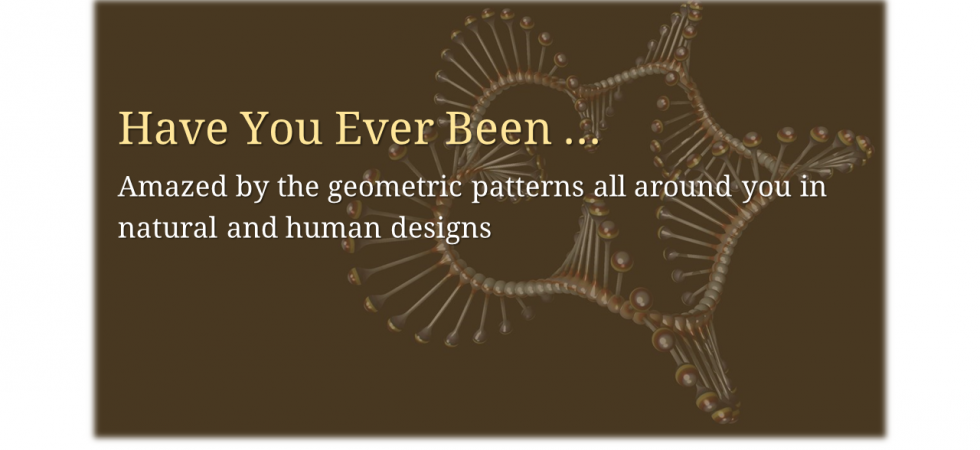 Have You Ever Been ...
Amazed by the geometric patterns all around you in
natural and human designs